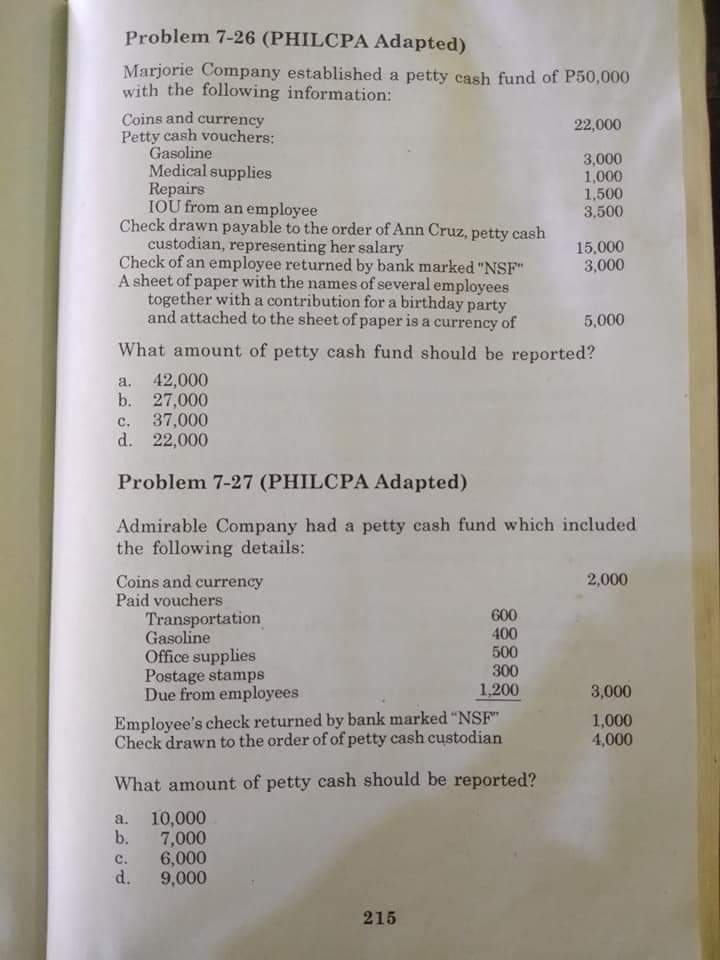 Problem 7-26 (PHILCPA Adapted)
Marjorie Company established a petty cash fund of P50,000
with the following information:
Coins and currency 22,000
Petty cash vouchers:
Gasoline 3,000
Medical supplies 1,000
Repairs 1,500
IOU from an employee 3,500
Check drawn payable to the order of Ann Cruz, petty cash
custodian, representing her salary 15,000
Check of an employee returned by bank marked "NSF" 3,000
A sheet of paper with the names of several employees
together with a contribution for a birthday party
and attached to the sheet of paper is a currency of 5,000
What amount of petty cash fund should be reported?
a. 42,000
b. 27,000
c. 37,000
d. 22,000
Problem 7-27 (PHILCPA Adapted)
Admirable Company had a petty cash fund which included
the following details:
Coins and currency 2,000
Paid vouchers
Transportation 600
Gasoline 400
Office supplies 500
Postage stamps 300
Due from employees 1,200 3,000
Employee's check returned by bank marked “NSF” 1,000
Check drawn to the order of of petty cash custodian 4,000
What amount of petty cash should be reported?
a. 10,000
b. 7,000
c. 6,000
d. 9,000
215